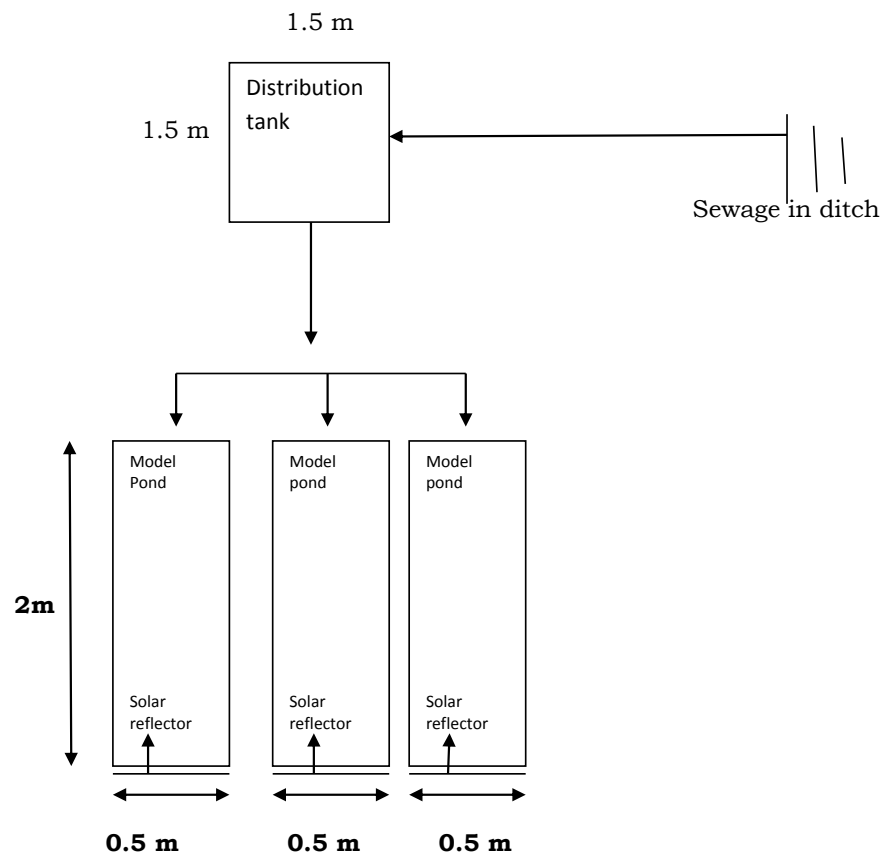 1.5 m
Distribution
tank
1.5 m
Sewage in ditch
Model
Pond
Model
pond
Model
pond
2m
Solar
reflector
Solar
reflector
Solar
reflector
0.5 m
0.5 m
0.5 m